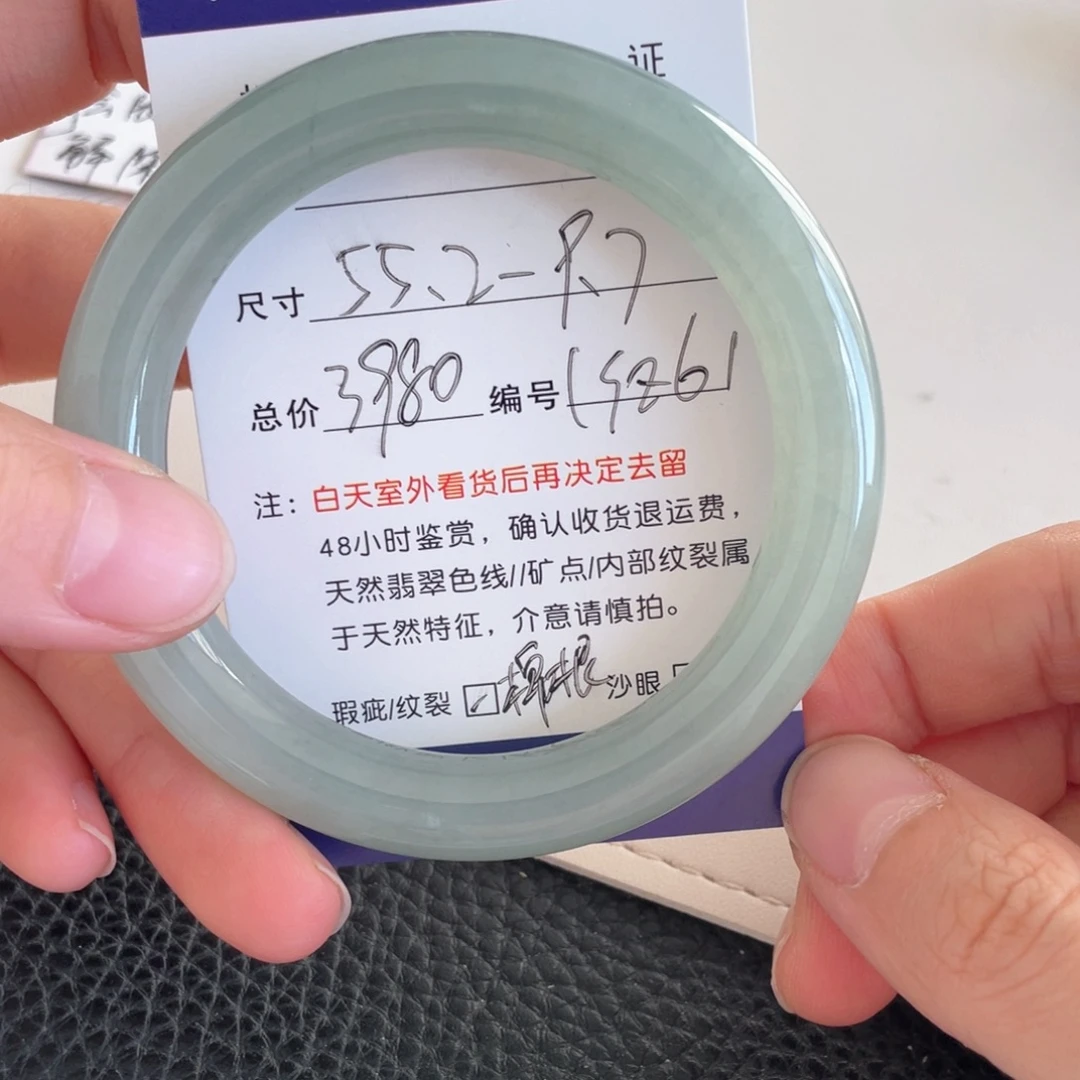 证
尺寸 55.2-8.7
总价 3980 编号
注：白天室外看货后再决定去留
48小时鉴赏，确认收货退运费，
天然翡翠色线//矿点/内部纹裂属
于天然特征，介意请慎拍。
瑕疵/纹裂 棉根 沙眼